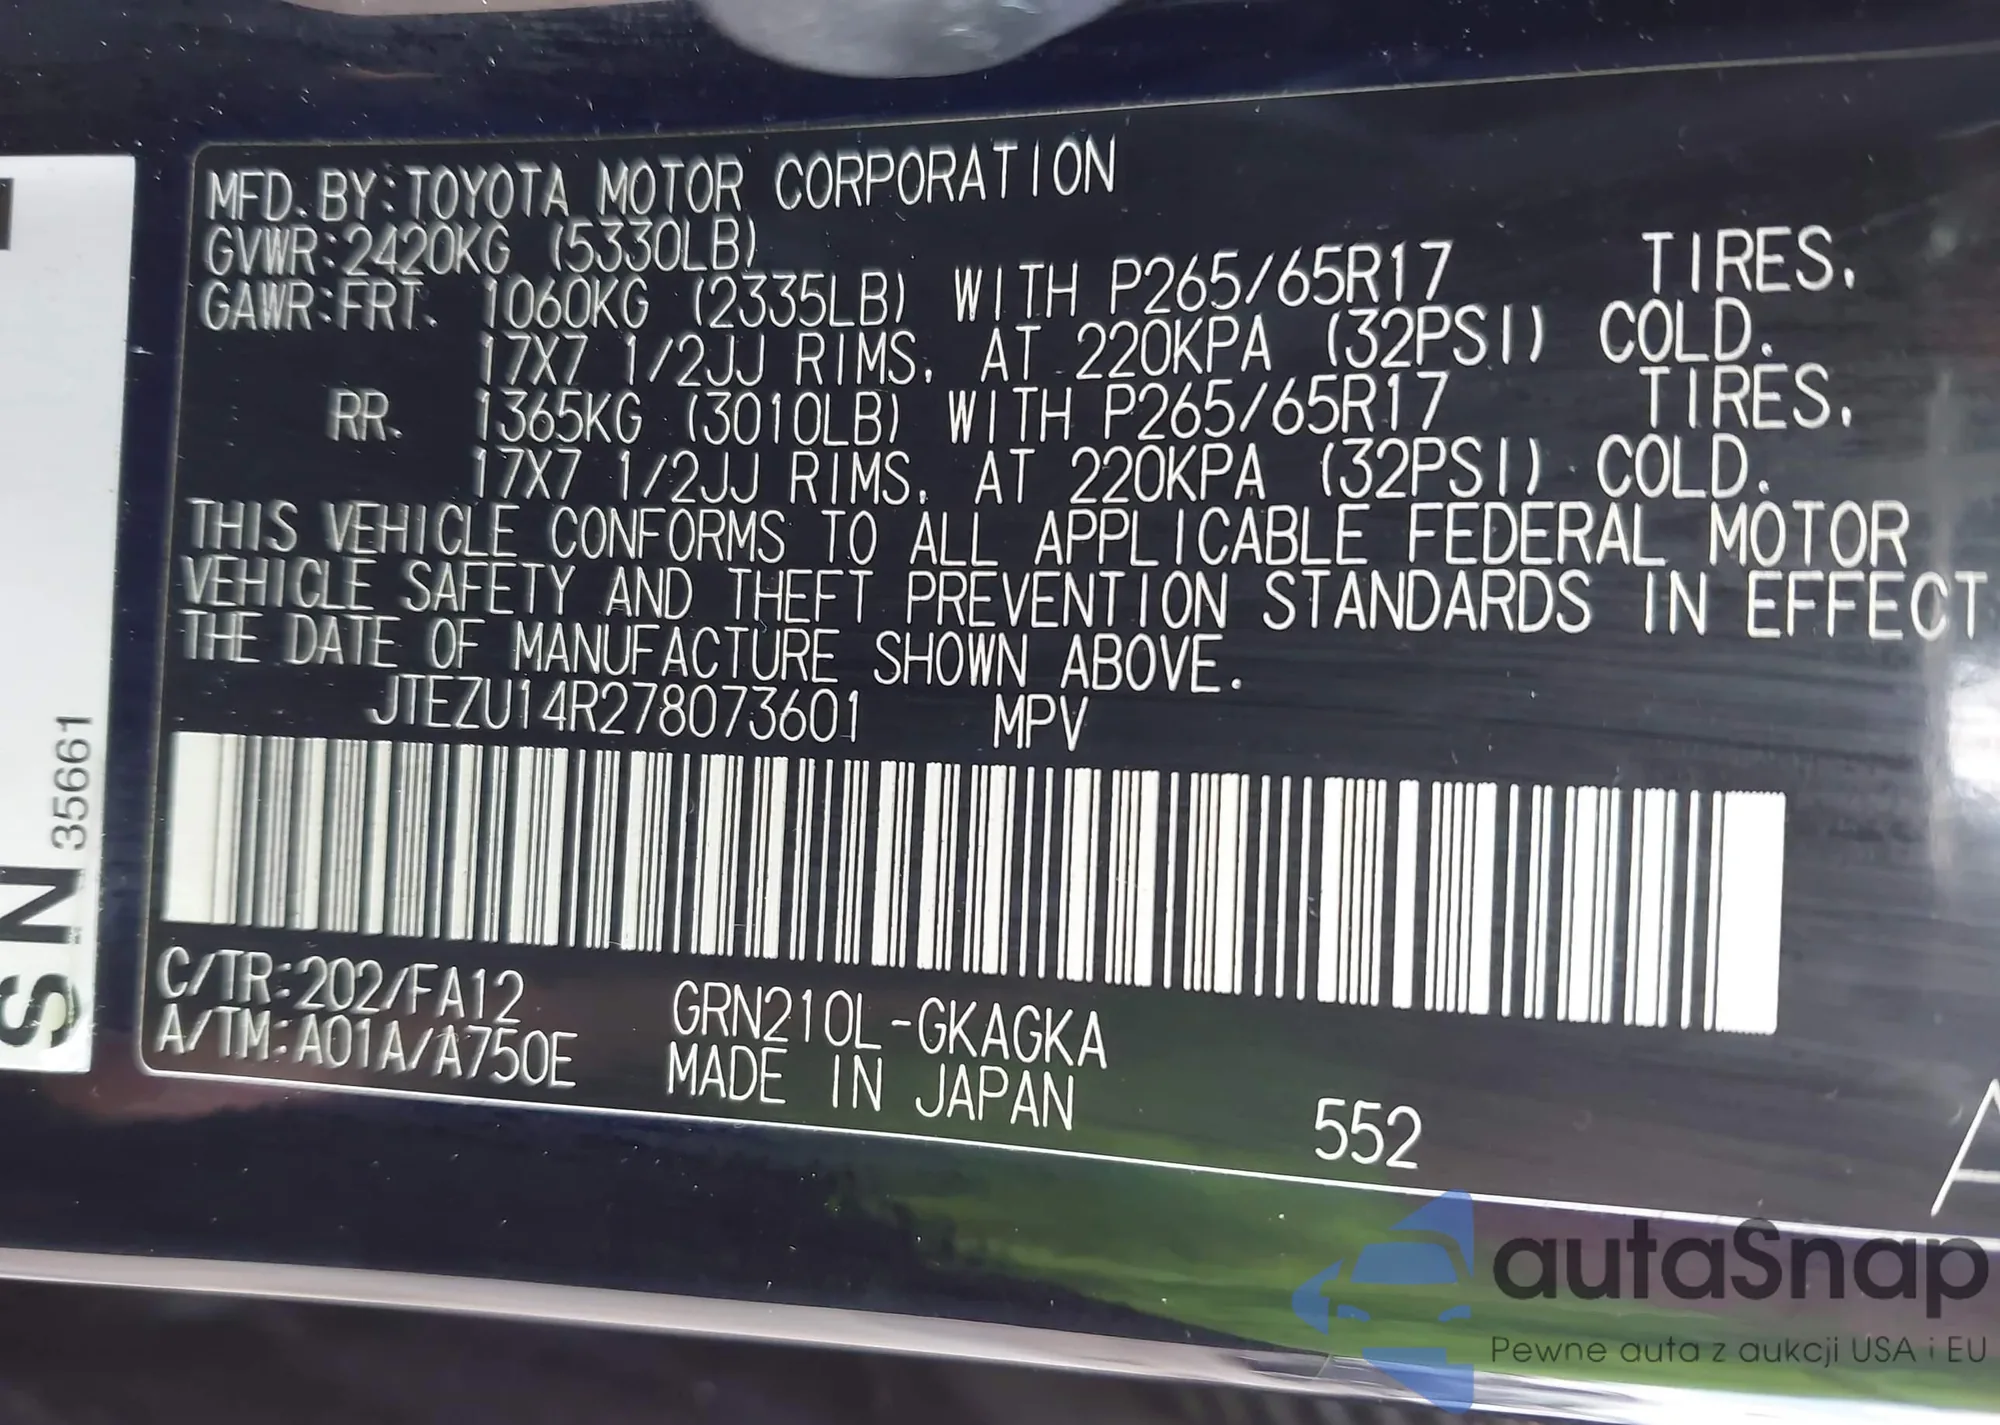 MFD. BY: TOYOTA MOTOR CORPORATION
GVWR: 2420KG (5330LB)
GAWR: FRT. 1060KG (2335LB) WITH P265/65R17 TIRES,
17X7 1/2JJ RIMS, AT 220KPA (32PSI) COLD.
RR. 1365KG (3010LB) WITH P265/65R17 TIRES,
17X7 1/2JJ RIMS, AT 220KPA (32PSI) COLD.
THIS VEHICLE CONFORMS TO ALL APPLICABLE FEDERAL MOTOR
VEHICLE SAFETY AND THEFT PREVENTION STANDARDS IN EFFECT
THE DATE OF MANUFACTURE SHOWN ABOVE.
JTEZU14R278073601 MPV
C/TR: 202/FA12 GRN210L-GKAGKA
A/TM: A01A/A750E MADE IN JAPAN
552
A
SN 35661
autaSnap
Pewne auta z aukcji USA i EU